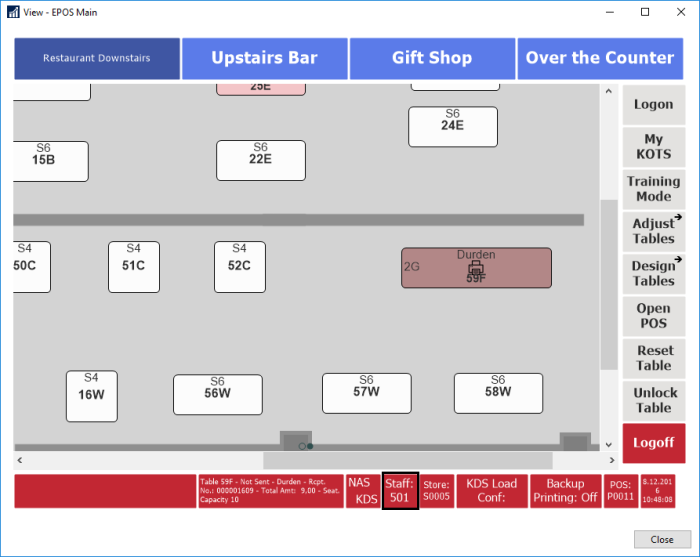 View - EPOS Main
Restaurant Downstairs
Upstairs Bar
Gift Shop
Over the Counter
25E
S6
24E
S6
15B
S6
22E
S4
50C
S4
51C
S4
52C
Durden
2G
59F
S4
16W
S6
56W
S6
57W
S6
58W
Logon
My
KOTS
Training
Mode
Adjust
Tables
Design
Tables
Open
POS
Reset
Table
Unlock
Table
Logoff
Table 59F - Not Sent - Durden - Rcpt.
No.: 000001609 - Total Amt:  9.00 - Seat.
Capacity 10
NAS
KDS
Staff:
501
Store:
S0005
KDS Load
Conf:
Backup
Printing: Off
POS:
P0011
8.12.201
6
10:48:08
Close